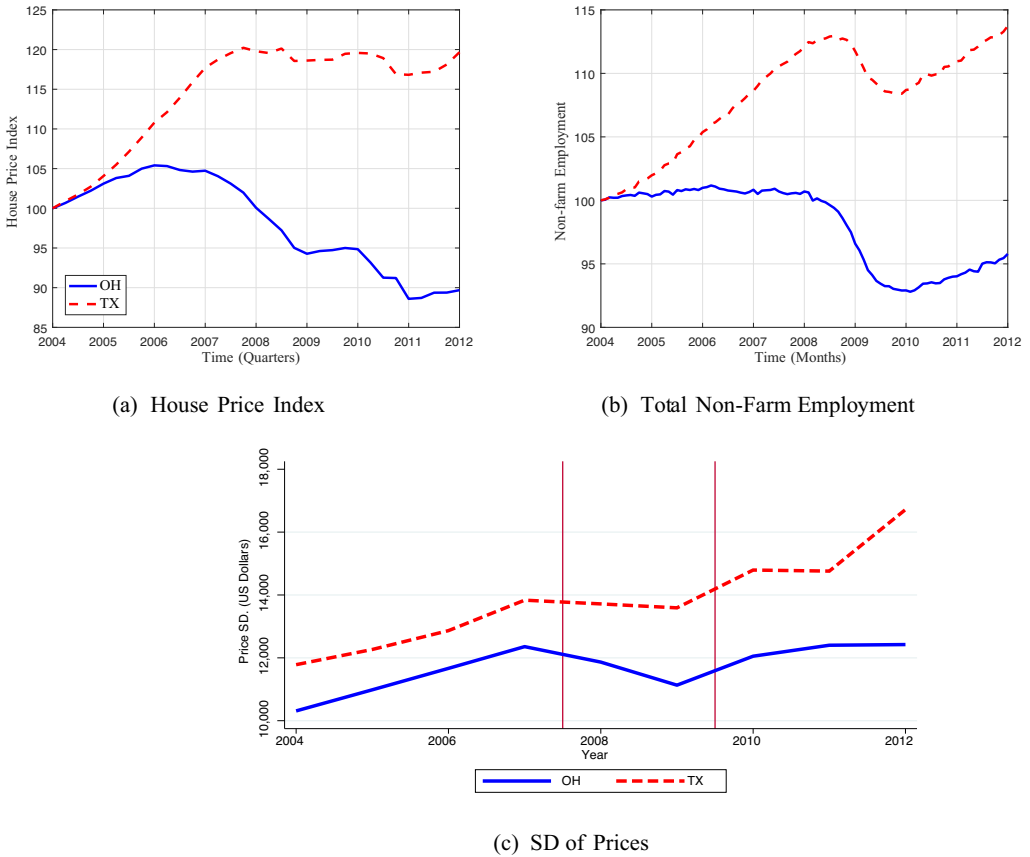 125
120
115
110
105
100
95
90
85
House Price Index
OH
TX
2004 2005 2006 2007 2008 2009 2010 2011 2012
Time (Quarters)
(a) House Price Index
115
110
105
100
95
90
Non-farm Employment
2004 2005 2006 2007 2008 2009 2010 2011 2012
Time (Months)
(b) Total Non-Farm Employment
18,000
16,000
14,000
12,000
10,000
Price SD. (US Dollars)
2004 2006 2008 2010 2012
Year
OH TX
(c) SD of Prices